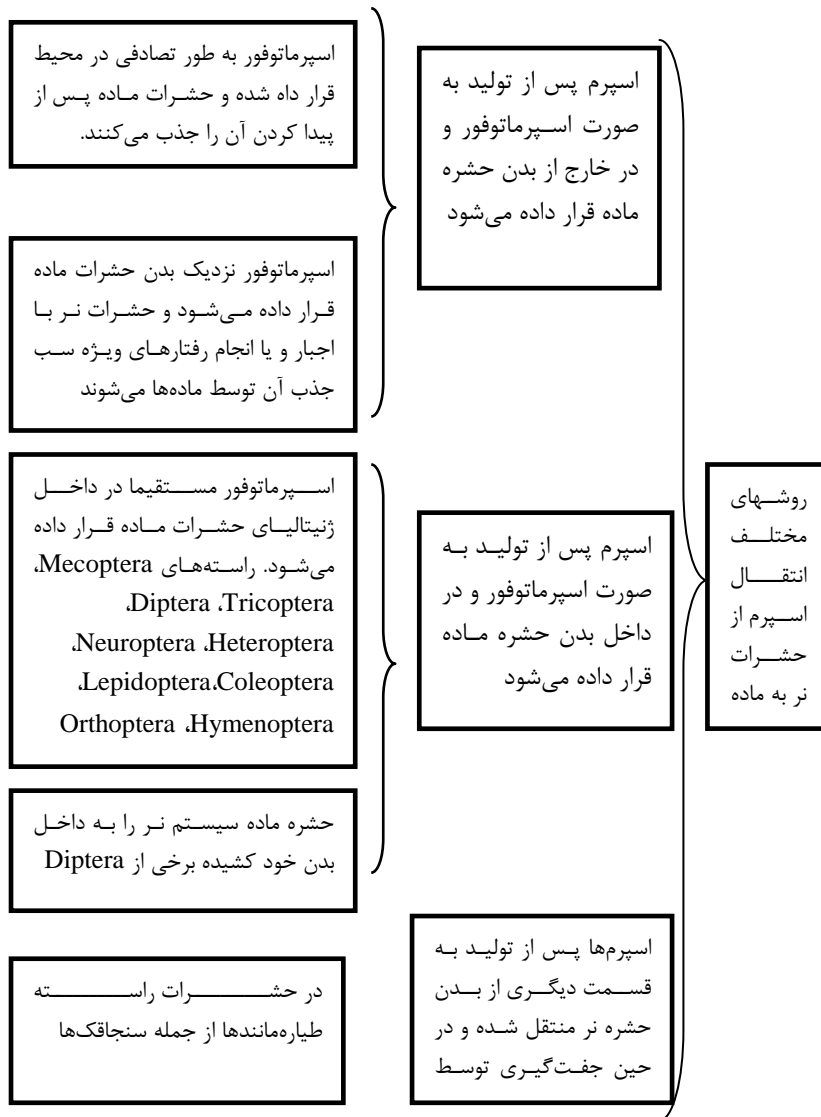 روشهای
مختلف
انتقال
اسپرم از
حشرات
نر به ماده
اسپرم پس از تولید به
صورت اسپرماتوفور و
در خارج از بدن حشره
ماده قرار داده می‌شود
اسپرماتوفور به طور تصادفی در محیط
قرار داه شده و حشرات ماده پس از
پیدا کردن آن را جذب می‌کنند.
اسپرماتوفور نزدیک بدن حشرات ماده
قرار داده می‌شود و حشرات نر با
اجبار و یا انجام رفتارهای ویژه سب
جذب آن توسط ماده‌ها می‌شوند
اسپرم پس از تولید به
صورت اسپرماتوفور و در
داخل بدن حشره ماده
قرار داده می‌شود
اسپرماتوفور مستقیما در داخل
ژنیتالیای حشرات ماده قرار داده
می‌شود. راسته‌های Mecoptera،
Tricoptera، Diptera،
Heteroptera، Neuroptera،
Coleoptera،Lepidoptera،
Hymenoptera، Orthoptera
حشره ماده سیستم نر را به داخل
بدن خود کشیده برخی از Diptera
اسپرم‌ها پس از تولید به
قسمت دیگری از بدن
حشره نر منتقل شده و در
حین جفت‌گیری توسط
در حشرات راسته
طیاره‌مانندها از جمله سنجاقک‌ها